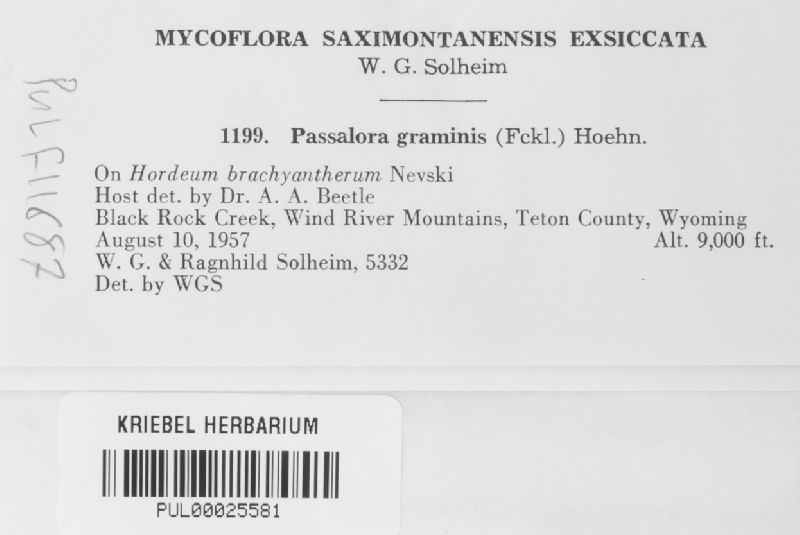 MYCOFLORA SAXIMONTANENSIS EXSICCATA
W. G. Solheim
1199. Passalora graminis (Fckl.) Hoehn.
On Hordeum brachyantherum Nevski
Host det. by Dr. A. A. Beetle
Black Rock Creek, Wind River Mountains, Teton County, Wyoming
August 10, 1957 Alt. 9,000 ft.
W. G. & Ragnhild Solheim, 5332
Det. by WGS
PUL F11687
KRIEBEL HERBARIUM
PUL00025581